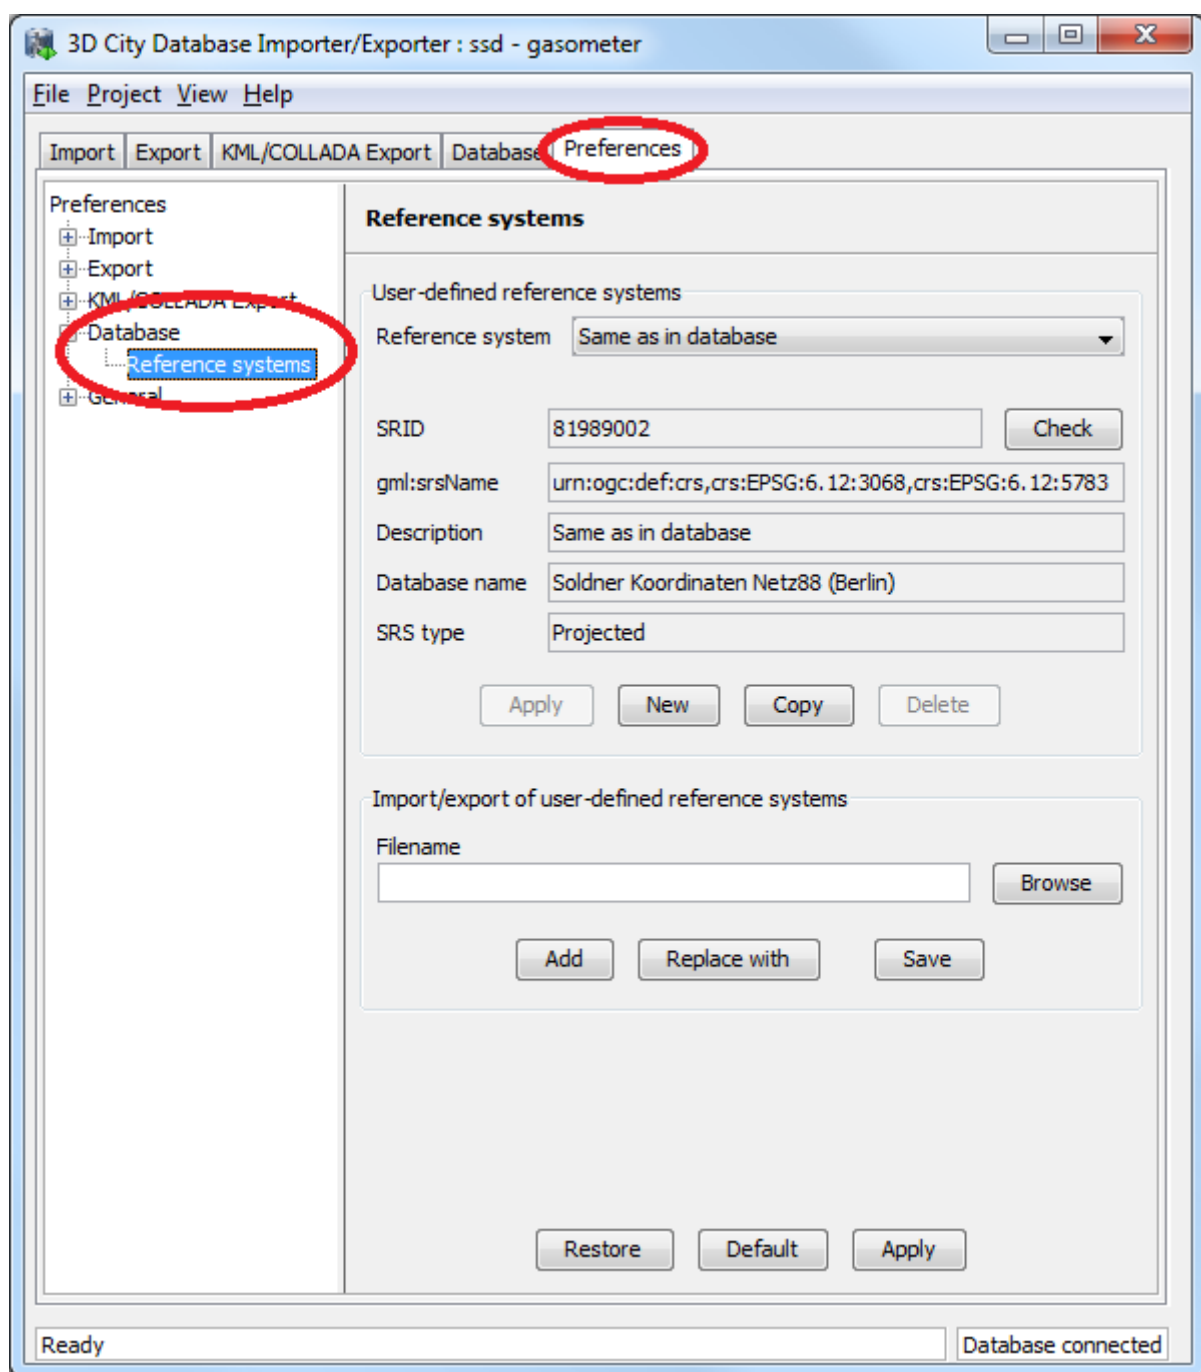 3D City Database Importer/Exporter : ssd - gasometer
File Project View Help
Import Export KML/COLLADA Export Database Preferences
Preferences
Import
Export
KML/COLLADA Export
Database
Reference systems
General
Reference systems
User-defined reference systems
Reference system Same as in database
SRID 81989002 Check
gml:srsName urn:ogc:def:crs,crs:EPSG:6.12:3068,crs:EPSG:6.12:5783
Description Same as in database
Database name Soldner Koordinaten Netz88 (Berlin)
SRS type Projected
Apply New Copy Delete
Import/export of user-defined reference systems
Filename
Browse
Add Replace with Save
Restore Default Apply
Ready Database connected